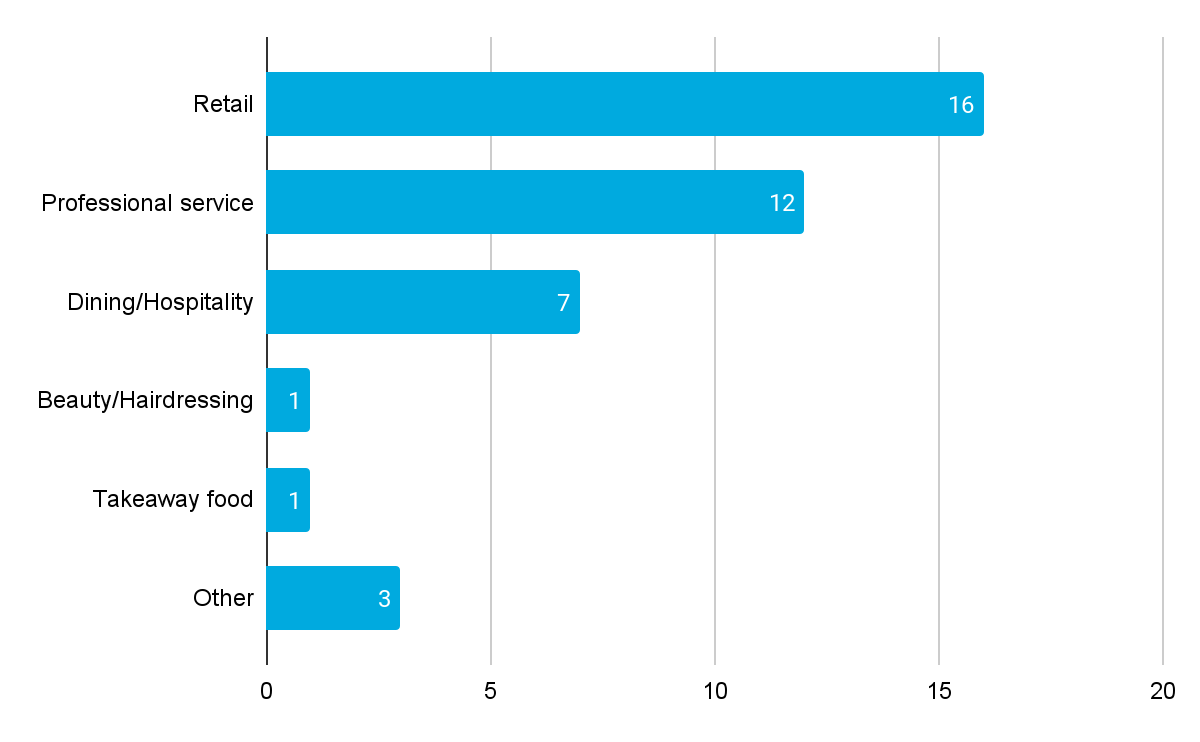 Retail
16
Professional service
12
Dining/Hospitality
7
Beauty/Hairdressing
1
Takeaway food
1
Other
3
0 5 10 15 20